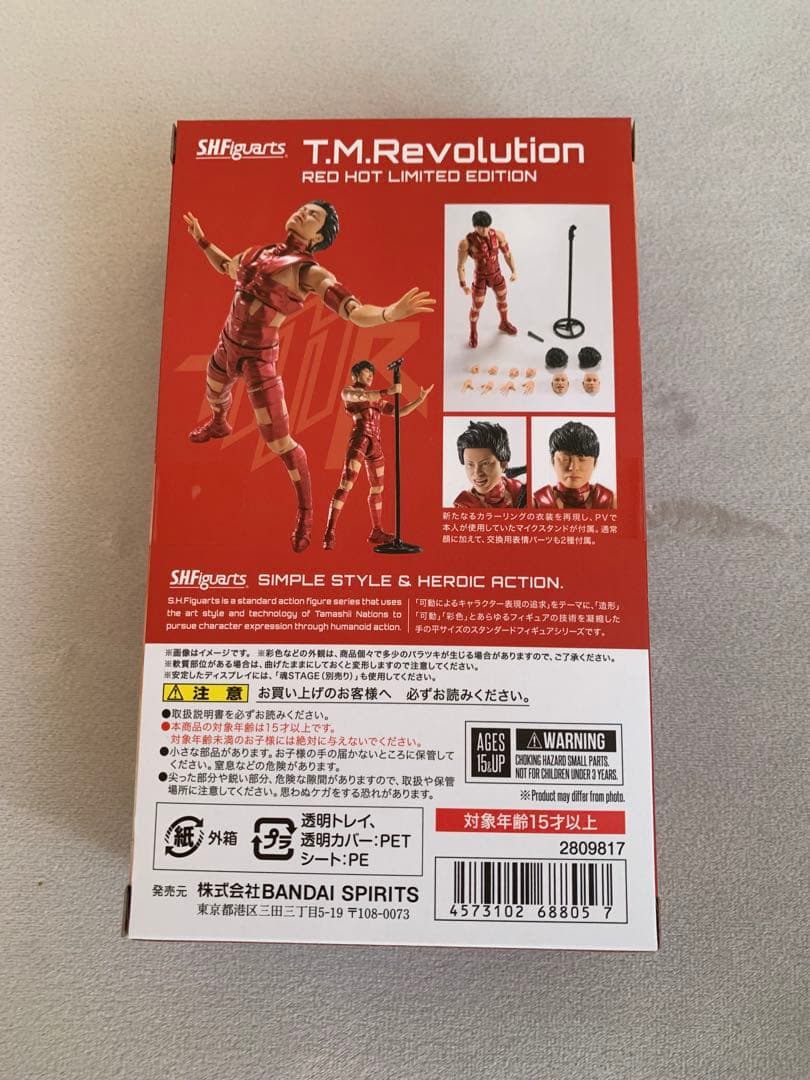 S.H.Figuarts T.M.Revolution
RED HOT LIMITED EDITION
新たなるカラーリングの衣装を再現し、PVで
本人が使用していたマイクスタンドが付属。通常
顔に加えて、交換用表情パーツも2種付属。
S.H.Figuarts SIMPLE STYLE & HEROIC ACTION.
S.H.Figuarts is a standard action figure series that uses
the art style and technology of Tamashii Nations to
pursue character expression through humanoid action.
「可動によるキャラクター表現の追求」をテーマに、「造形」
「可動」「彩色」とあらゆるフィギュアの技術を凝縮した
手の平サイズのスタンダードフィギュアシリーズです。
※画像はイメージです。 ※彩色などの外観は、商品個々で多少のバラツキが生じる場合がありますので、ご了承ください。
※軟質部位がある場合は、曲げたままにしておくと変形しますので注意してください。
※安定したディスプレイには、「魂STAGE(別売り)」も使用してください。
注意 お買い上げのお客様へ 必ずお読みください。
●取扱説明書を必ずお読みください。
●本商品の対象年齢は15才以上です。
対象年齢未満のお子様には絶対に与えないでください。
●小さな部品があります。お子様の手の届かないところに保管して
ください。窒息などの危険があります。
●尖った部分や鋭い部分、危険な隙間がありますので、取扱や保管
場所に注意してください。思わぬケガをする恐れがあります。
AGES
15&UP
WARNING
CHOKING HAZARD SMALL PARTS.
NOT FOR CHILDREN UNDER 3 YEARS.
※Product may differ from photo.
紙 外箱
プラ
透明トレイ、
透明カバー:PET
シート:PE
対象年齢15才以上
2809817
発売元 株式会社BANDAI SPIRITS
東京都港区三田三丁目5-19 〒108-0073
4573102 68805 7